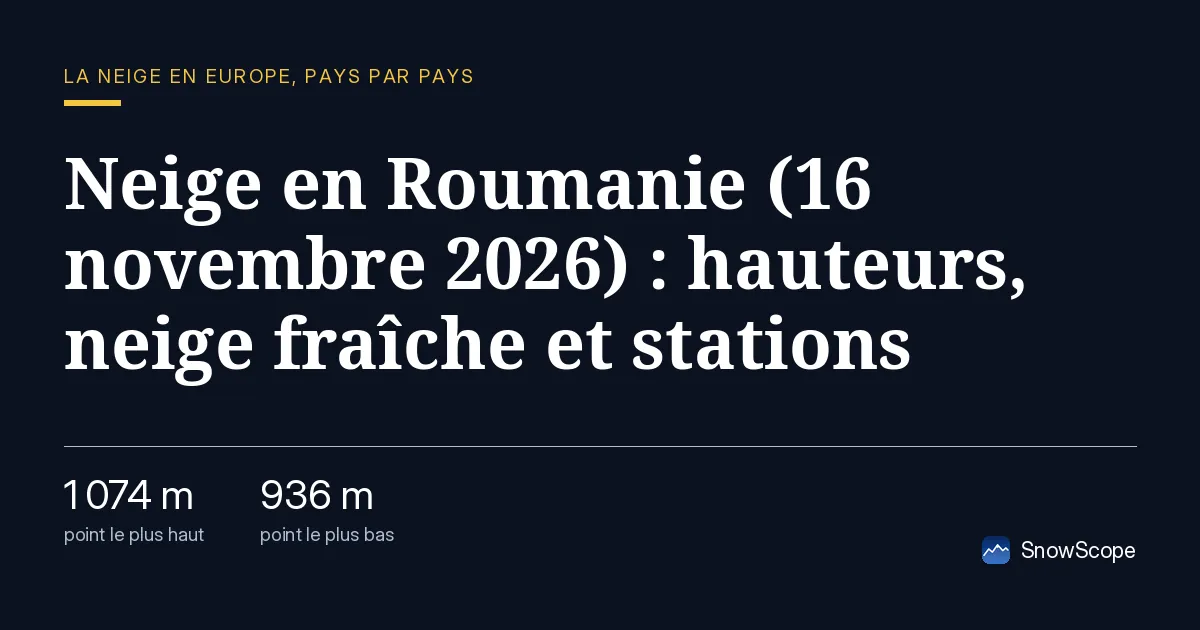 LA NEIGE EN EUROPE, PAYS PAR PAYS
Neige en Roumanie (16
novembre 2026) : hauteurs,
neige fraîche et stations
1 074 m
936 m
point le plus haut
point le plus bas
SnowScope